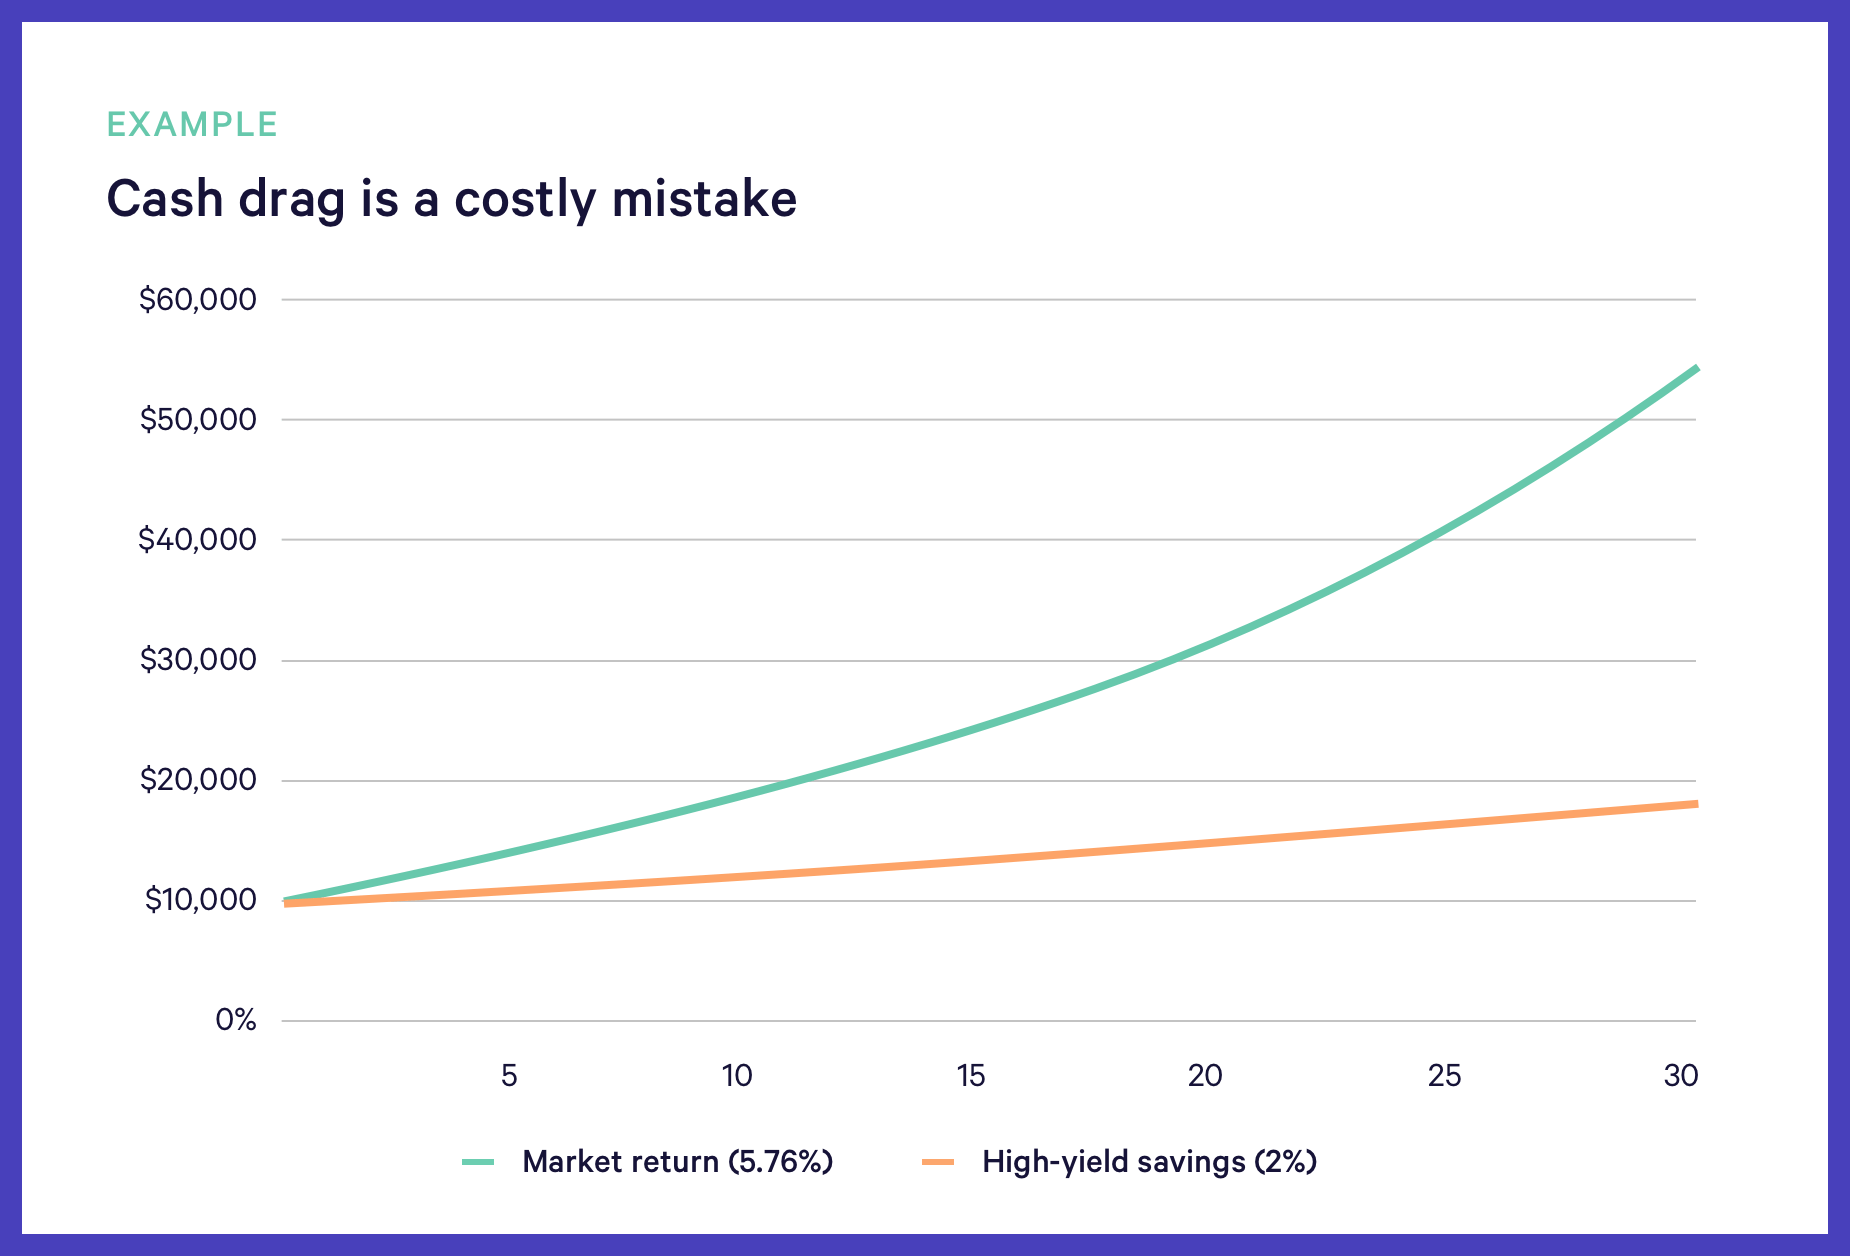 EXAMPLE
Cash drag is a costly mistake
$60,000
$50,000
$40,000
$30,000
$20,000
$10,000
0%
5 10 15 20 25 30
Market return (5.76%) High-yield savings (2%)